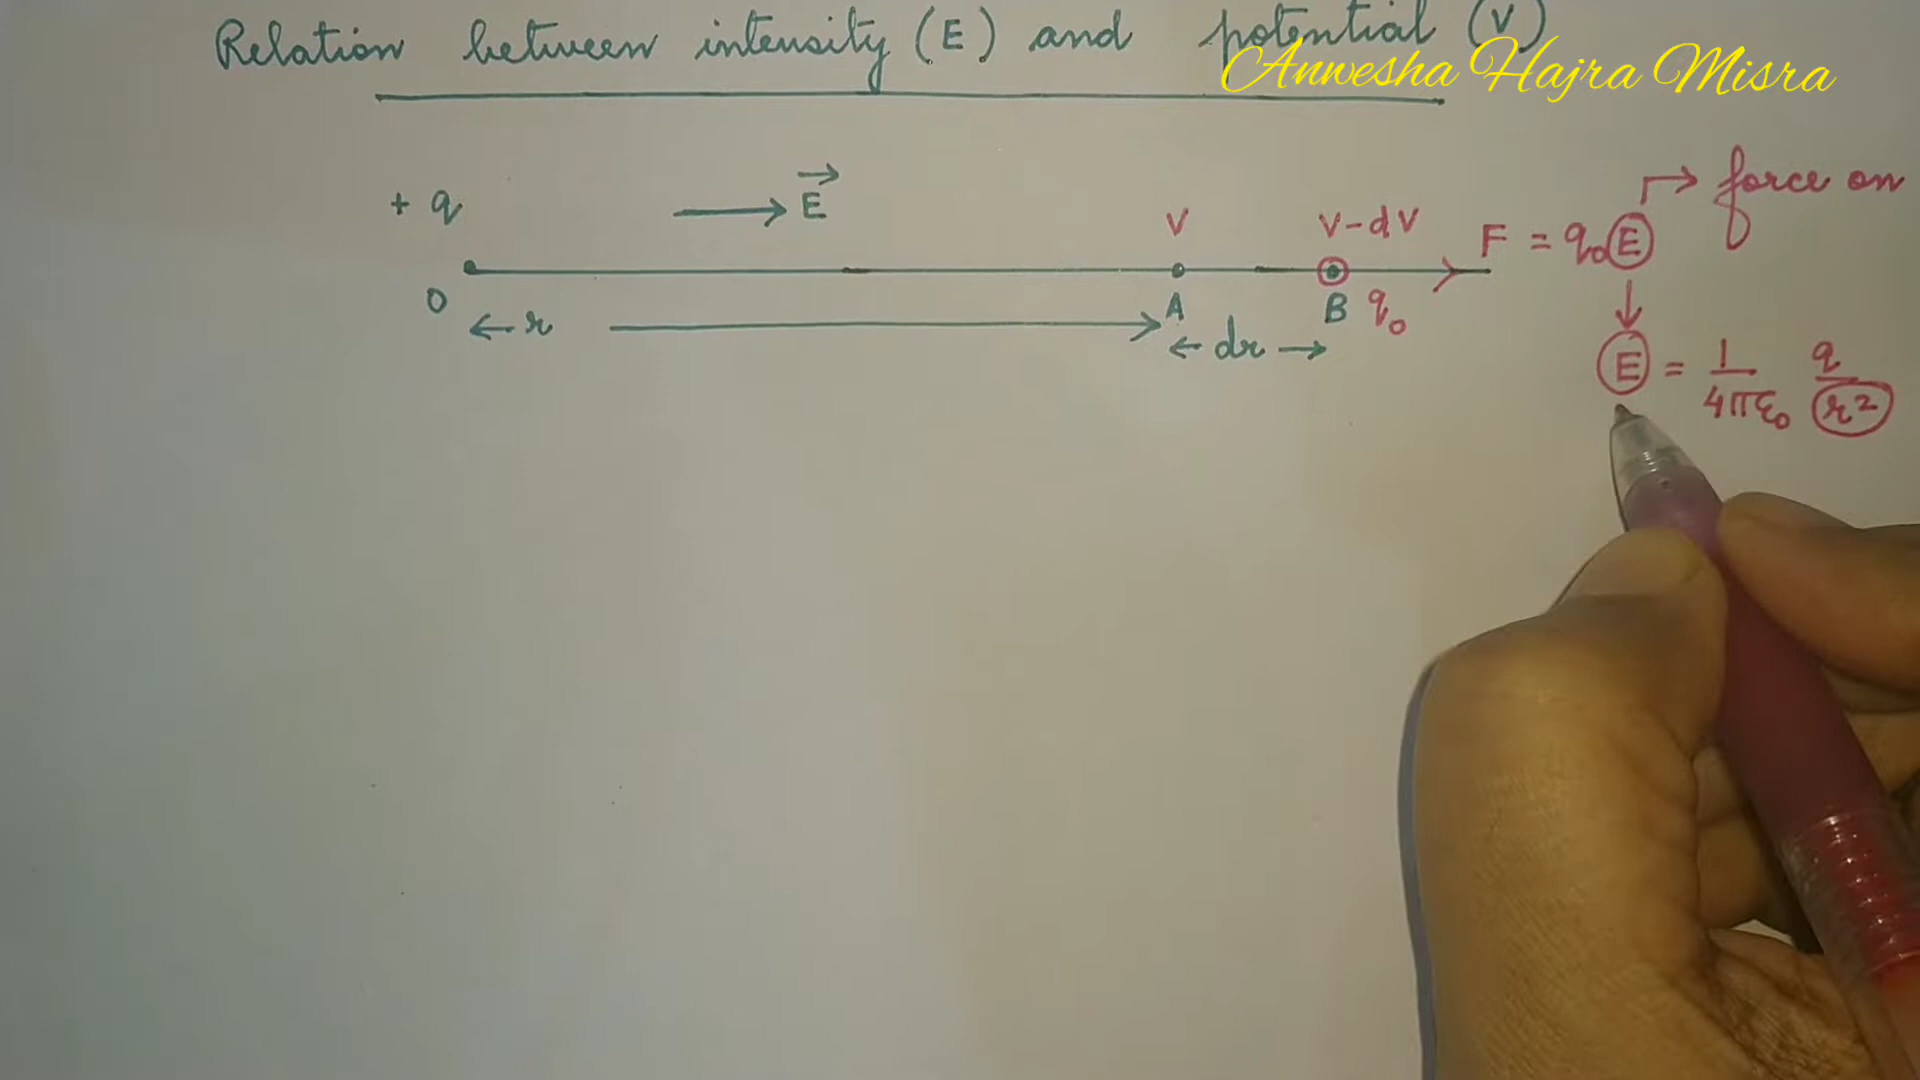 Relation between intensity (E) and potential (V)
Anwesha Hajra Misra
+ q
→ E⃗
V
V-dV
F = q₀E
→ force on
O
← r →
A
B
q₀
← dr →
E = 1/4πε₀ q/r²